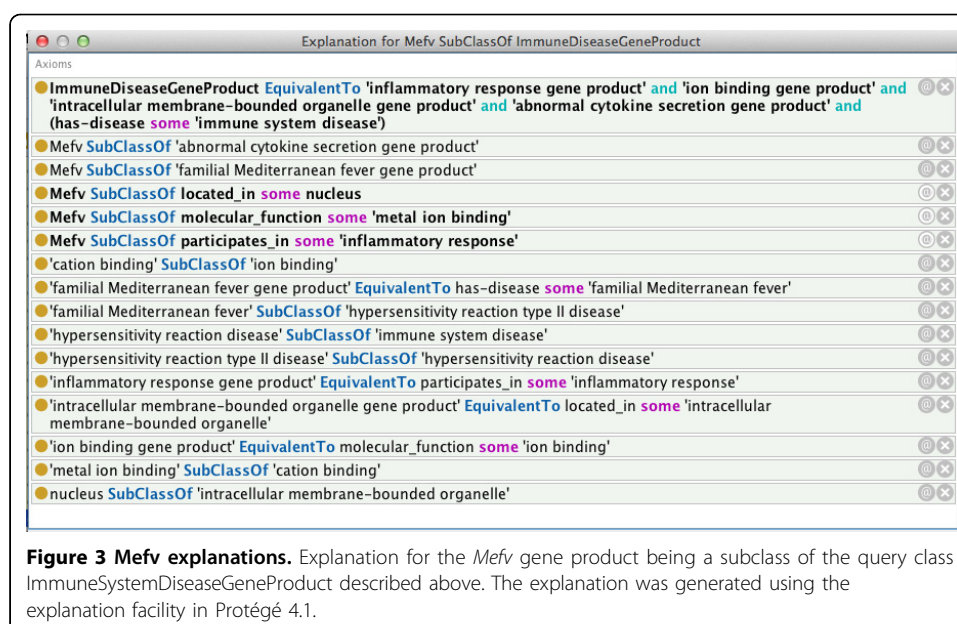 Explanation for Mefv SubClassOf ImmuneDiseaseGeneProduct
Axioms
ImmuneDiseaseGeneProduct EquivalentTo 'inflammatory response gene product' and 'ion binding gene product' and
'intracellular membrane-bounded organelle gene product' and 'abnormal cytokine secretion gene product' and
(has-disease some 'immune system disease')
Mefv SubClassOf 'abnormal cytokine secretion gene product'
Mefv SubClassOf 'familial Mediterranean fever gene product'
Mefv SubClassOf located_in some nucleus
Mefv SubClassOf molecular_function some 'metal ion binding'
Mefv SubClassOf participates_in some 'inflammatory response'
'cation binding' SubClassOf 'ion binding'
'familial Mediterranean fever gene product' EquivalentTo has-disease some 'familial Mediterranean fever'
'familial Mediterranean fever' SubClassOf 'hypersensitivity reaction type II disease'
'hypersensitivity reaction disease' SubClassOf 'immune system disease'
'hypersensitivity reaction type II disease' SubClassOf 'hypersensitivity reaction disease'
'inflammatory response gene product' EquivalentTo participates_in some 'inflammatory response'
'intracellular membrane-bounded organelle gene product' EquivalentTo located_in some 'intracellular
membrane-bounded organelle'
'ion binding gene product' EquivalentTo molecular_function some 'ion binding'
'metal ion binding' SubClassOf 'cation binding'
nucleus SubClassOf 'intracellular membrane-bounded organelle'
Figure 3 Mefv explanations. Explanation for the Mefv gene product being a subclass of the query class
ImmuneSystemDiseaseGeneProduct described above. The explanation was generated using the
explanation facility in Protégé 4.1.